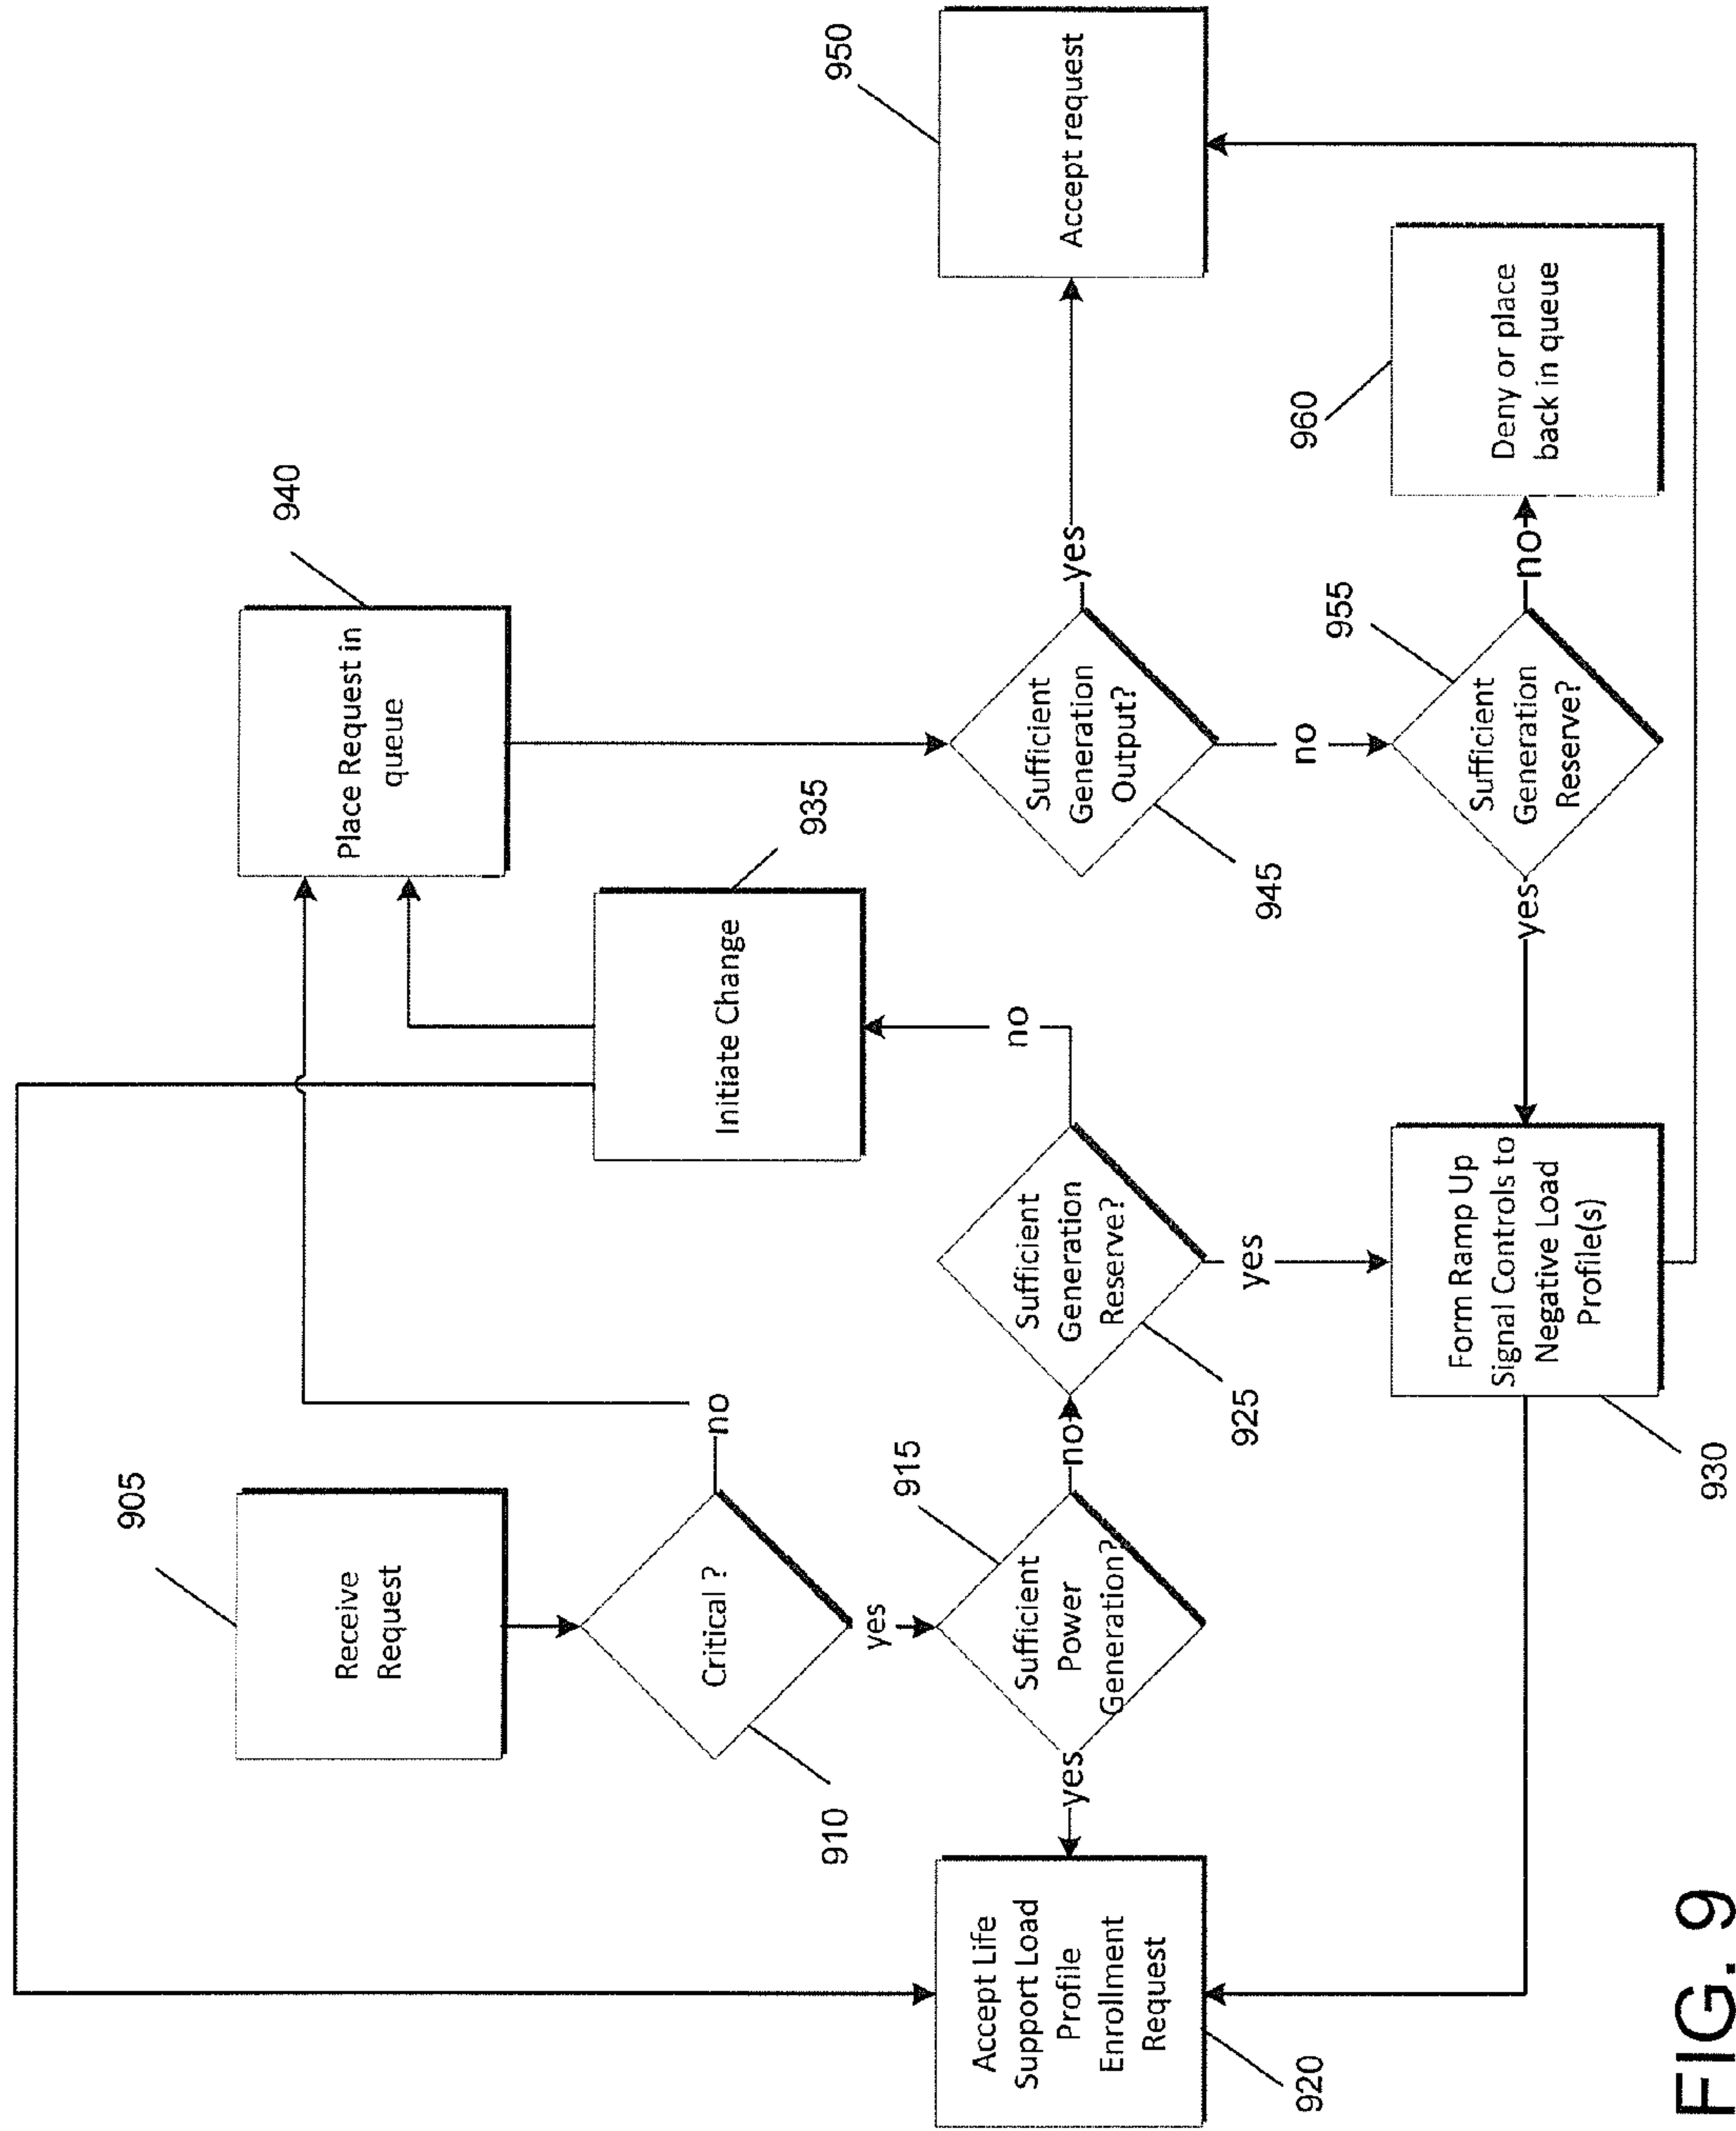 905
Receive
Request
910
Critical ?
no
yes
915
Sufficient
Power
Generation?
yes
no
920
Accept Life
Support Load
Profile
Enrollment
Request
925
Sufficient
Generation
Reserve?
no
yes
930
Form Ramp Up
Signal Controls to
Negative Load
Profile(s)
935
Initiate Change
940
Place Request in
queue
945
Sufficient
Generation
Output?
yes
no
950
Accept request
955
Sufficient
Generation
Reserve?
yes
no
960
Deny or place
back in queue
FIG. 9